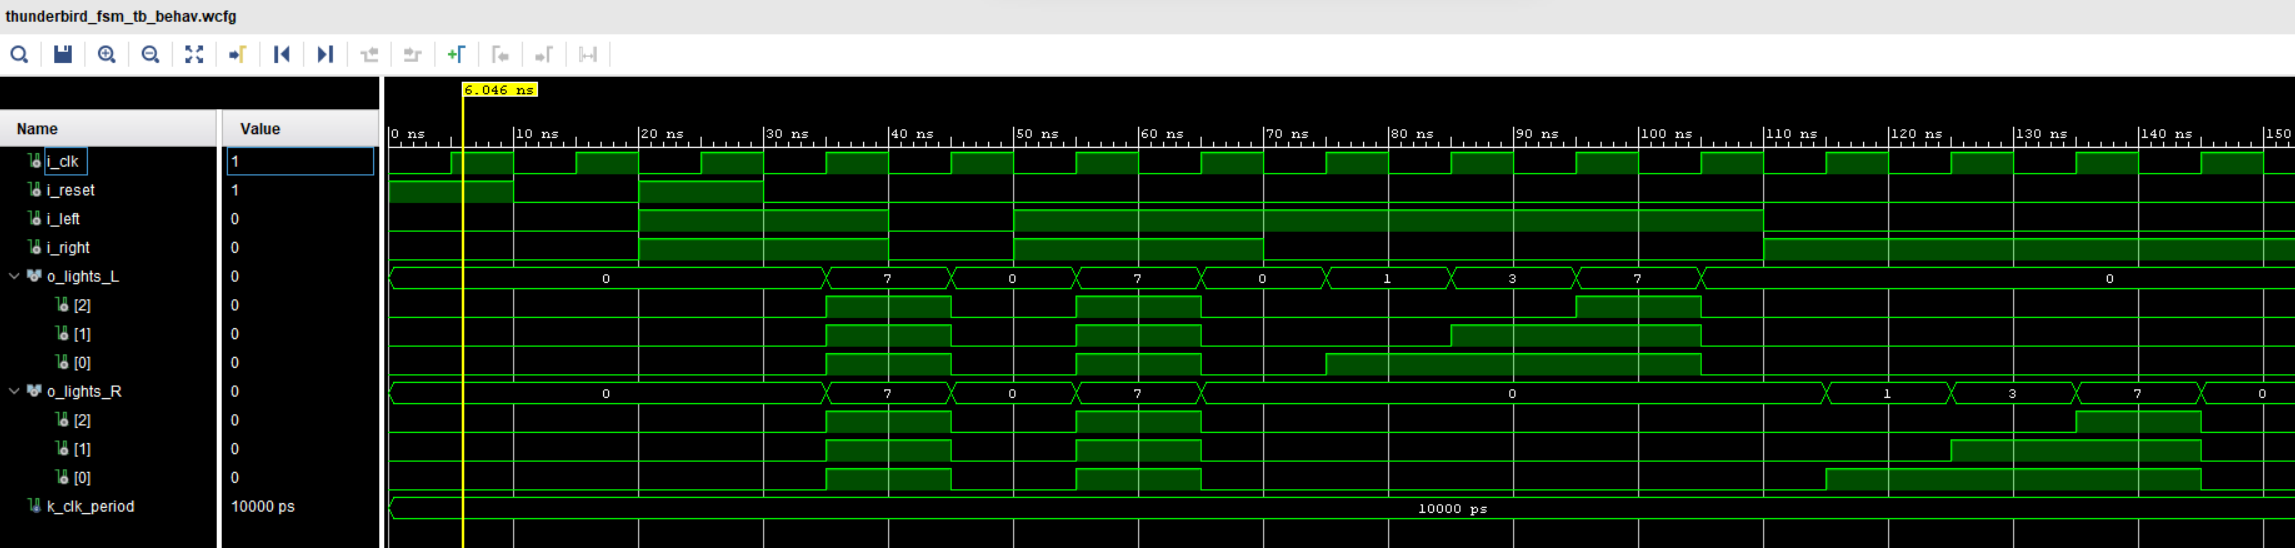 thunderbird_fsm_tb_behav.wcfg
6.046 ns
Name Value
0 ns 10 ns 20 ns 30 ns 40 ns 50 ns 60 ns 70 ns 80 ns 90 ns 100 ns 110 ns 120 ns 130 ns 140 ns 150
i_clk 1
i_reset 1
i_left 0
i_right 0
o_lights_L 0 0 7 0 7 0 1 3 7 0
[2] 0
[1] 0
[0] 0
o_lights_R 0 0 7 0 7 0 1 3 7 0
[2] 0
[1] 0
[0] 0
k_clk_period 10000 ps 10000 ps